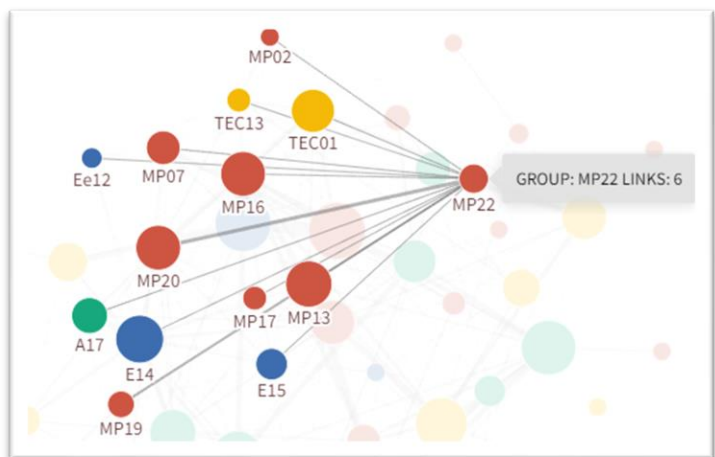 MP02
TEC13
TEC01
Ee12
MP07
MP16
MP22
GROUP: MP22 LINKS: 6
MP20
MP17
MP13
A17
E14
E15
MP19